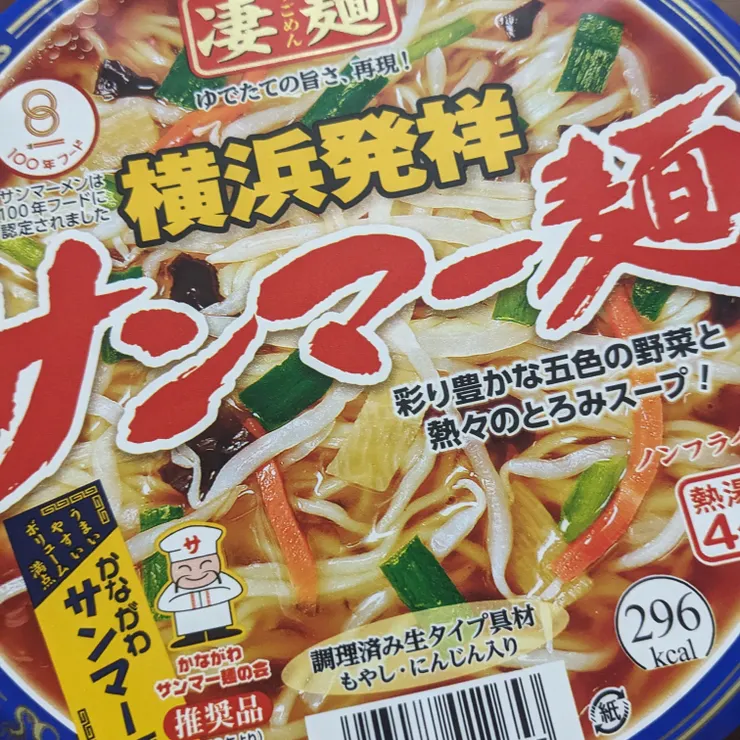 凄麺
ごめん
ゆでたての旨さ、再現！
100年フード
サンマーメンは
100年フードに
認定されました
横浜発祥
サンマー麺
彩り豊かな五色の野菜と
熱々のとろみスープ！
ノンフライ
熱湯
4
うまい
やすい
ボリューム満点
かながわ
サンマー
サ
かながわ
サンマー麺の会
推奨品
調理済み生タイプ具材
もやし・にんじん入り
296
kcal
紙